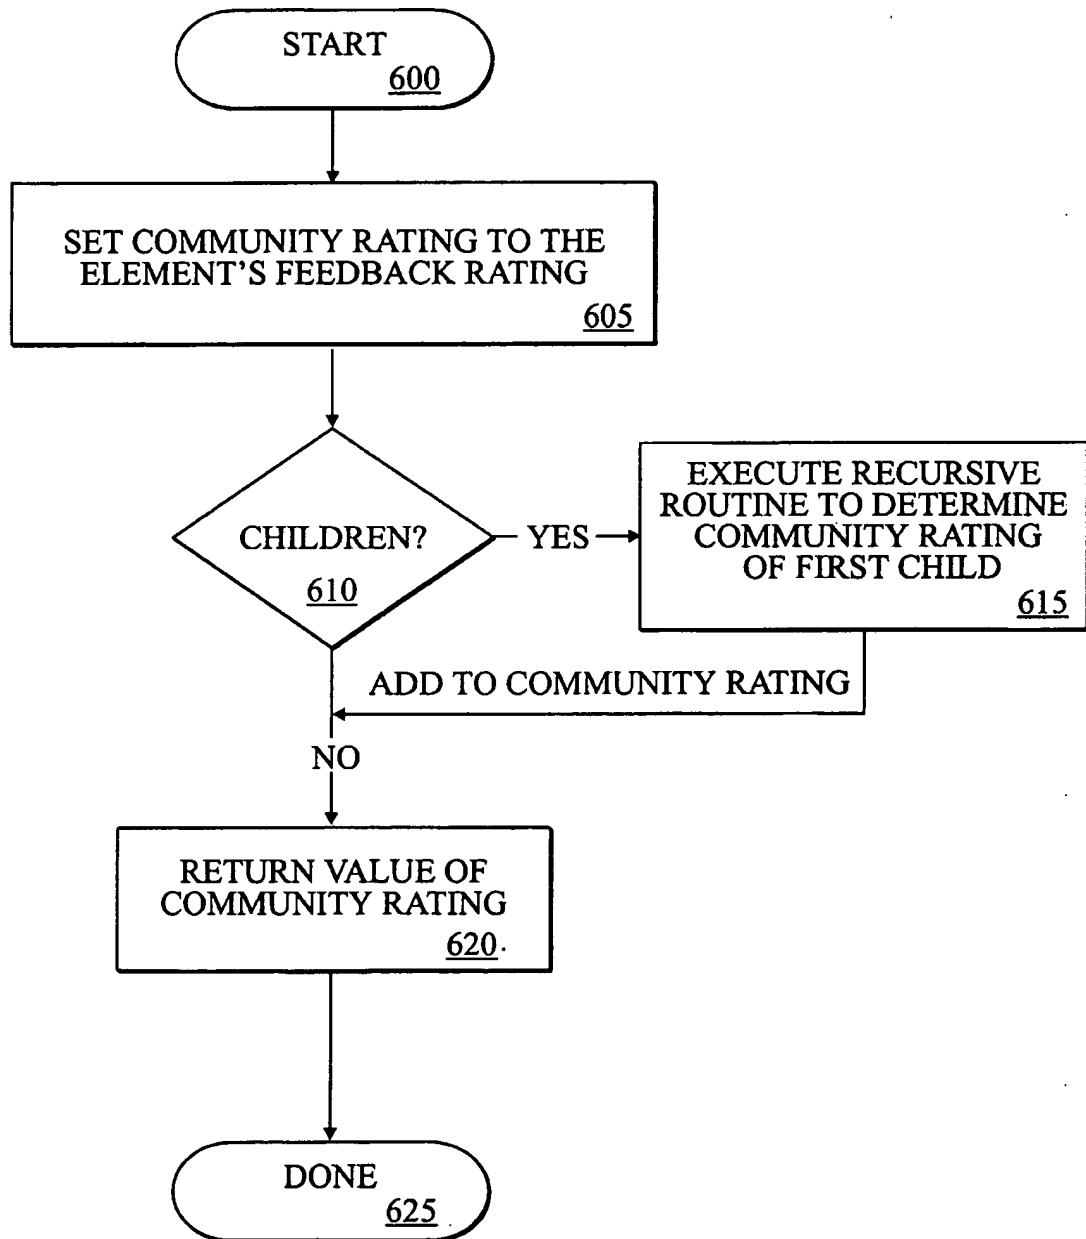 START
600
SET COMMUNITY RATING TO THE
ELEMENT'S FEEDBACK RATING
605
CHILDREN?
610
YES
EXECUTE RECURSIVE
ROUTINE TO DETERMINE
COMMUNITY RATING
OF FIRST CHILD
615
ADD TO COMMUNITY RATING
NO
RETURN VALUE OF
COMMUNITY RATING
620
DONE
625